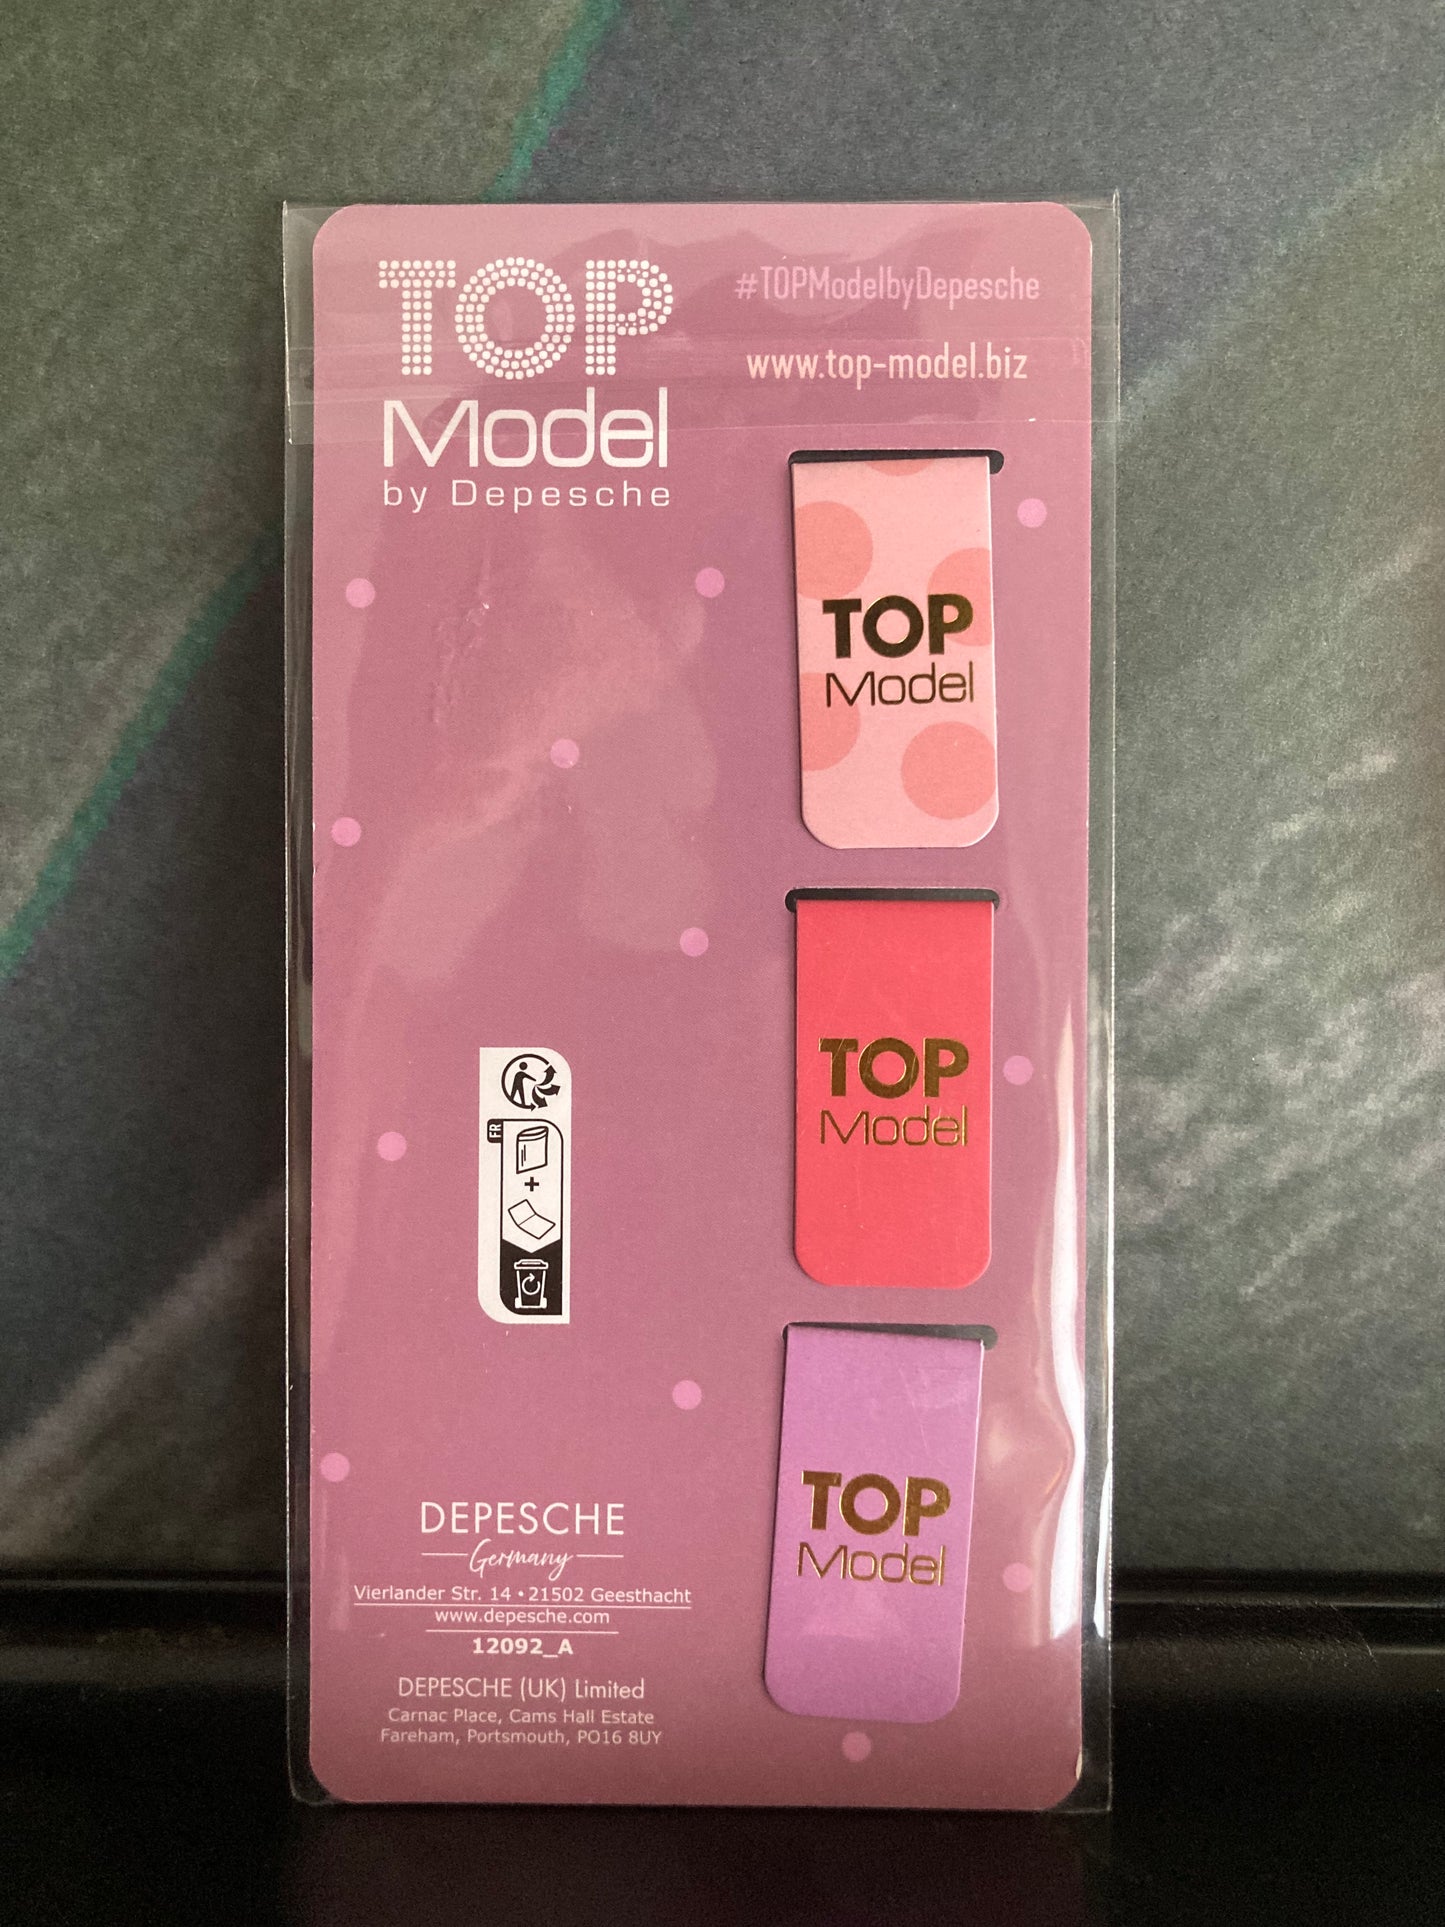 TOP
Model
by Depesche
#TOPModelbyDepesche
www.top-model.biz
TOP
Model
TOP
Model
TOP
Model
FR
+
DEPESCHE
Germany
Vierlander Str. 14 • 21502 Geesthacht
www.depesche.com
12092_A
DEPESCHE (UK) Limited
Carnac Place, Cams Hall Estate
Fareham, Portsmouth, PO16 8UY